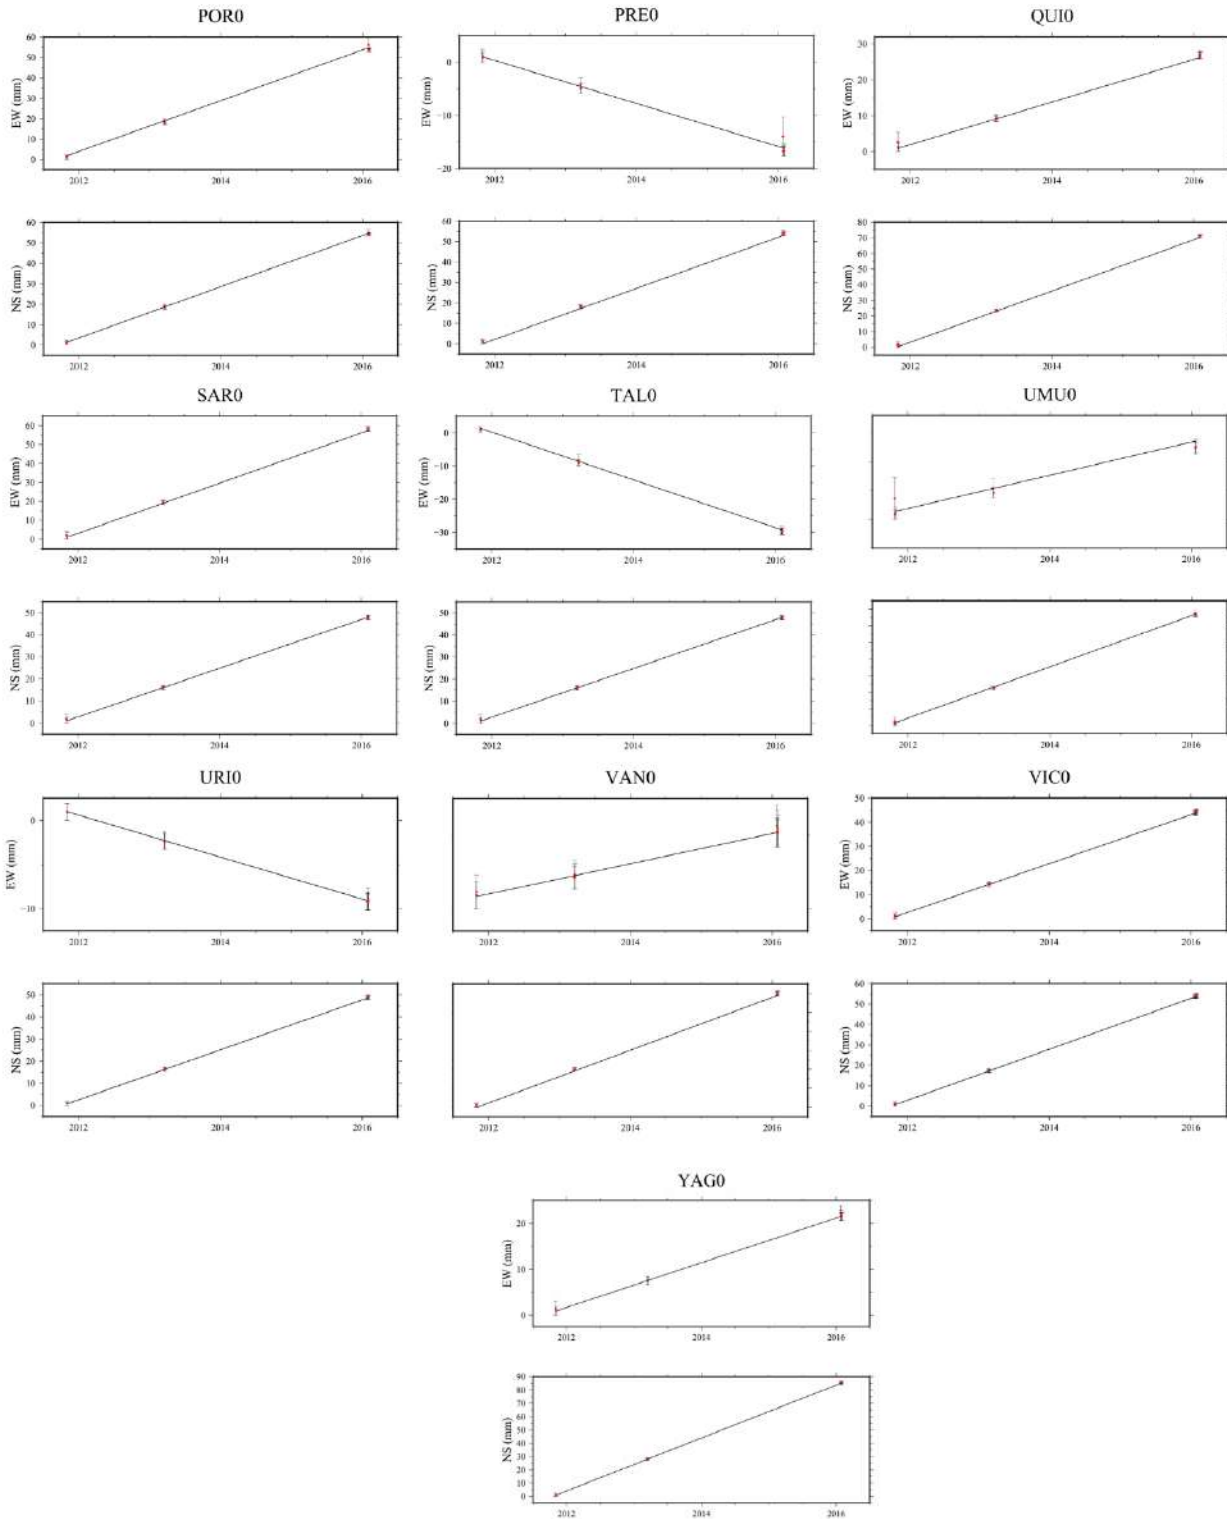 POR0 PRE0 QUI0
EW (mm) 60 50 40 30 20 10 0
2012 2014 2016
EW (mm) 0 −10 −20
2012 2014 2016
EW (mm) 30 20 10 0
2012 2014 2016
NS (mm) 60 50 40 30 20 10 0
2012 2014 2016
NS (mm) 60 50 40 30 20 10 0
2012 2014 2016
NS (mm) 80 70 60 50 40 30 20 10 0
2012 2014 2016
SAR0 TAL0 UMU0
EW (mm) 60 50 40 30 20 10 0
2012 2014 2016
EW (mm) 0 −10 −20 −30
2012 2014 2016
2012 2014 2016
NS (mm) 50 40 30 20 10 0
2012 2014 2016
NS (mm) 50 40 30 20 10 0
2012 2014 2016
2012 2014 2016
URI0 VAN0 VIC0
EW (mm) 0 −10
2012 2014 2016
2012 2014 2016
EW (mm) 50 40 30 20 10 0
2012 2014 2016
NS (mm) 50 40 30 20 10 0
2012 2014 2016
2012 2014 2016
NS (mm) 60 50 40 30 20 10 0
2012 2014 2016
YAG0
EW (mm) 20 10 0
2012 2014 2016
NS (mm) 90 80 70 60 50 40 30 20 10 0
2012 2014 2016